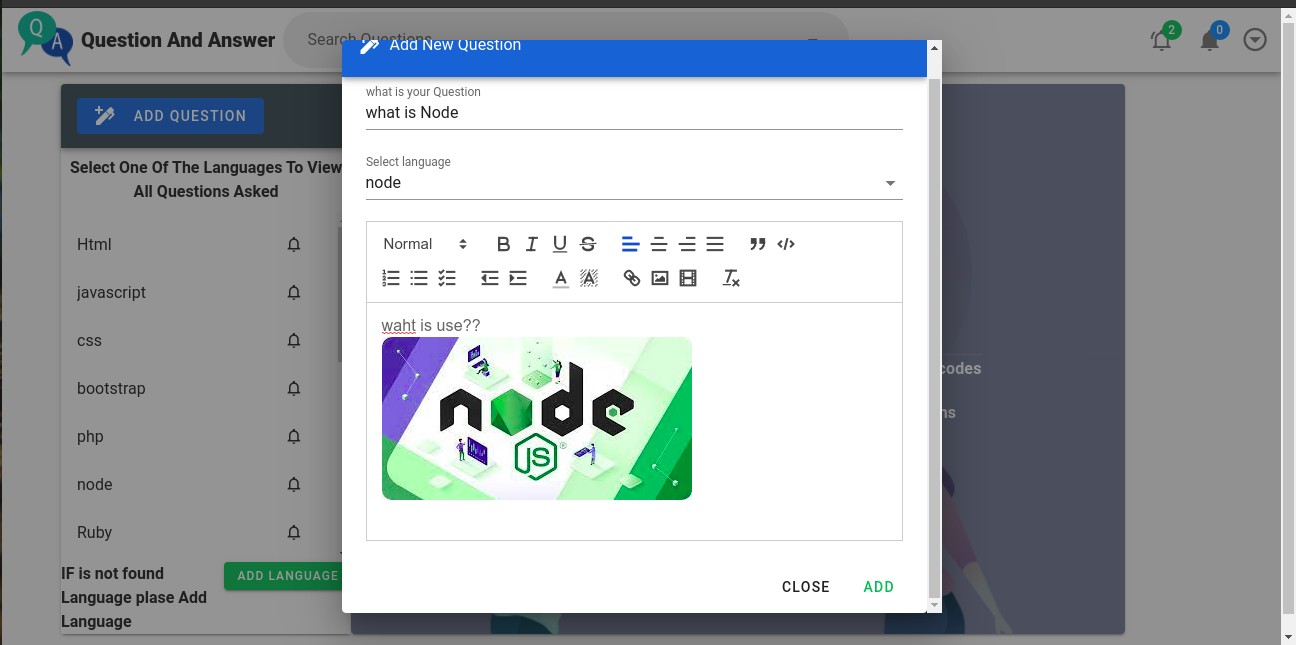 Q
A
Question And Answer
Search Questions
2
0
Add New Question
ADD QUESTION
what is your Question
what is Node
Select One Of The Languages To View
All Questions Asked
Select language
node
Html
javascript
css
bootstrap
php
node
Ruby
Normal
B I U S
A A
waht is use??
node
JS
codes
ns
IF is not found
Language plase Add
Language
ADD LANGUAGE
CLOSE
ADD